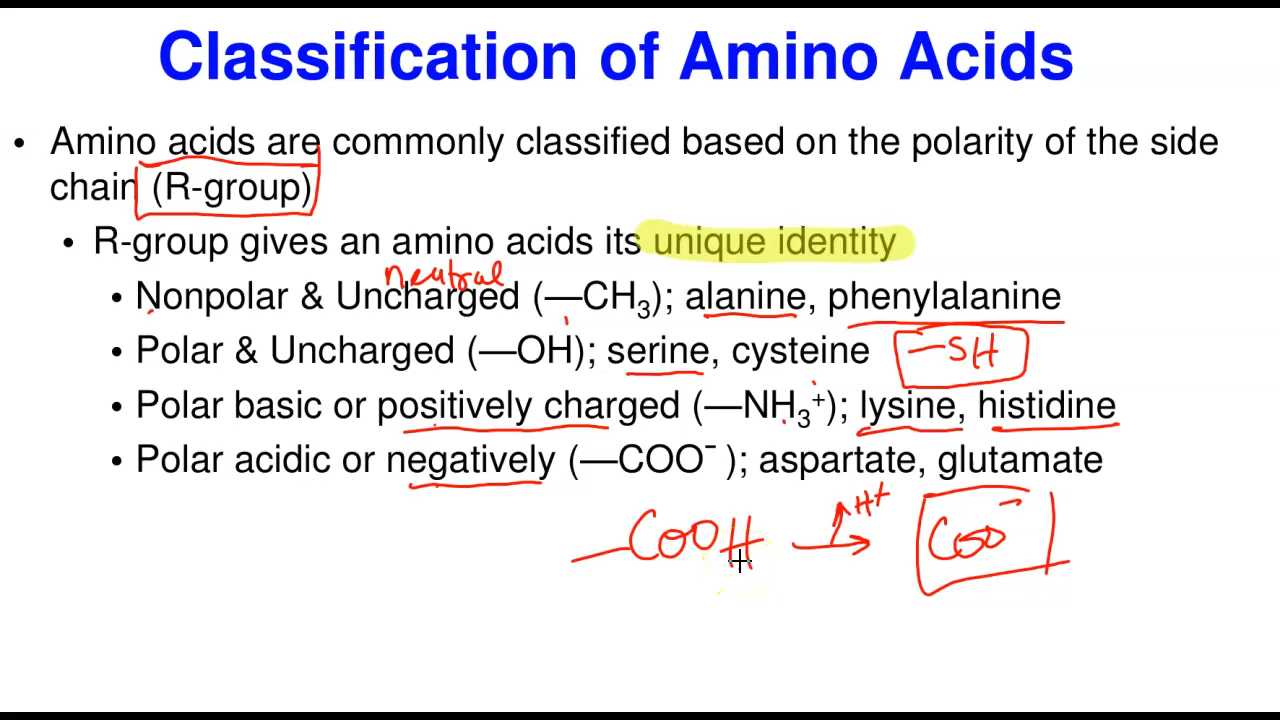 Classification of Amino Acids
• Amino acids are commonly classified based on the polarity of the side
chain (R-group)
• R-group gives an amino acids its unique identity
neutral
• Nonpolar & Uncharged (—CH₃); alanine, phenylalanine
• Polar & Uncharged (—OH); serine, cysteine —SH
• Polar basic or positively charged (—NH₃⁺); lysine, histidine
• Polar acidic or negatively (—COO⁻ ); aspartate, glutamate
—COOH → ↑H+ COO⁻